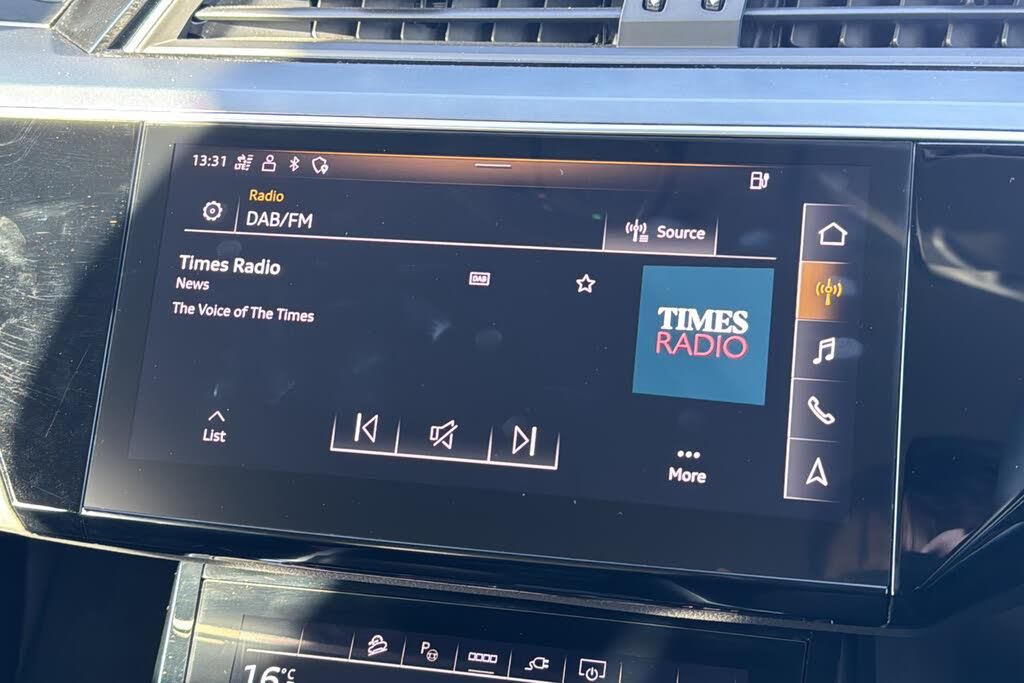 13:31 LTE
Radio
DAB/FM
Source
Times Radio
DAB
News
The Voice of The Times
TIMES
RADIO
List
More
P
16°C